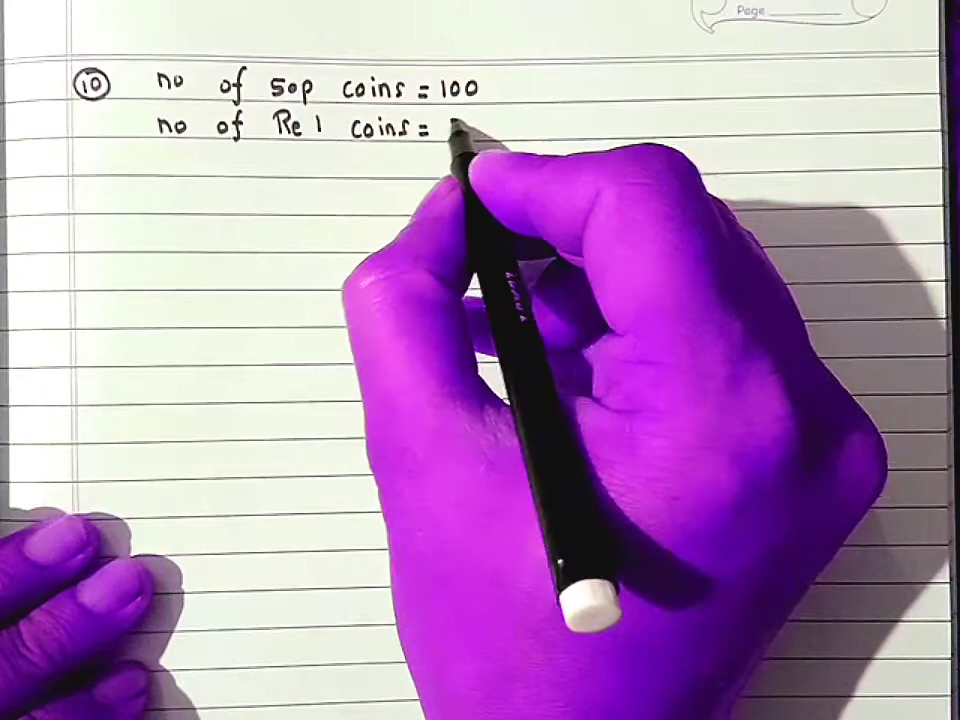 Page
10 no of 50p coins = 100
no of Re 1 coins =